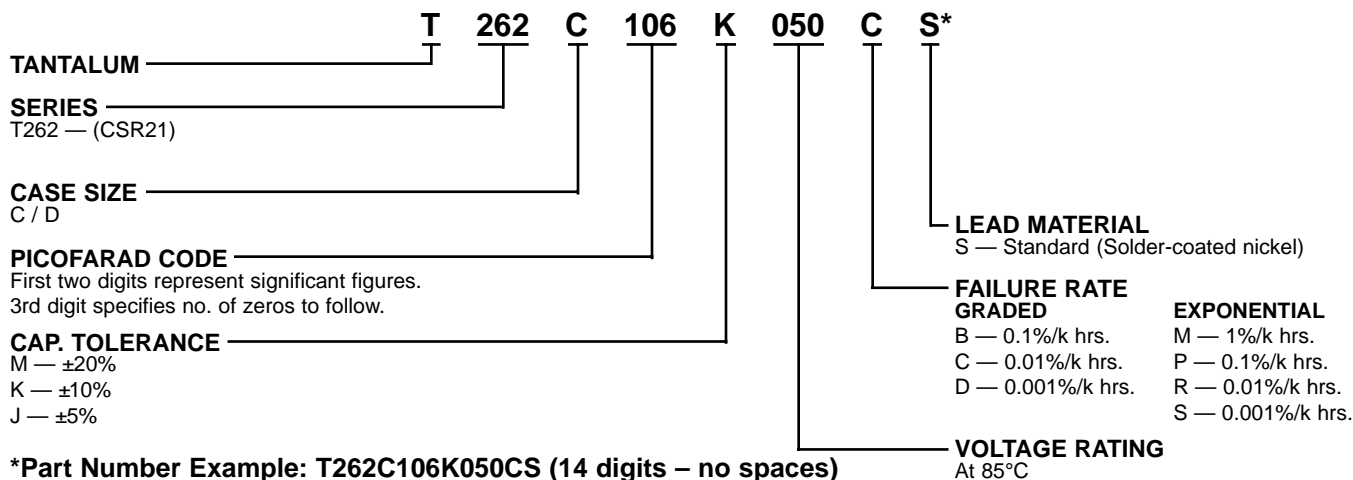 T 262 C 106 K 050 C S*
TANTALUM
SERIES
T262 — (CSR21)
CASE SIZE
C / D
PICOFARAD CODE
First two digits represent significant figures.
3rd digit specifies no. of zeros to follow.
CAP. TOLERANCE
M — ±20%
K — ±10%
J — ±5%
LEAD MATERIAL
S — Standard (Solder-coated nickel)
FAILURE RATE
GRADED EXPONENTIAL
B — 0.1%/k hrs. M — 1%/k hrs.
C — 0.01%/k hrs. P — 0.1%/k hrs.
D — 0.001%/k hrs. R — 0.01%/k hrs.
S — 0.001%/k hrs.
VOLTAGE RATING
At 85°C
*Part Number Example: T262C106K050CS (14 digits – no spaces)